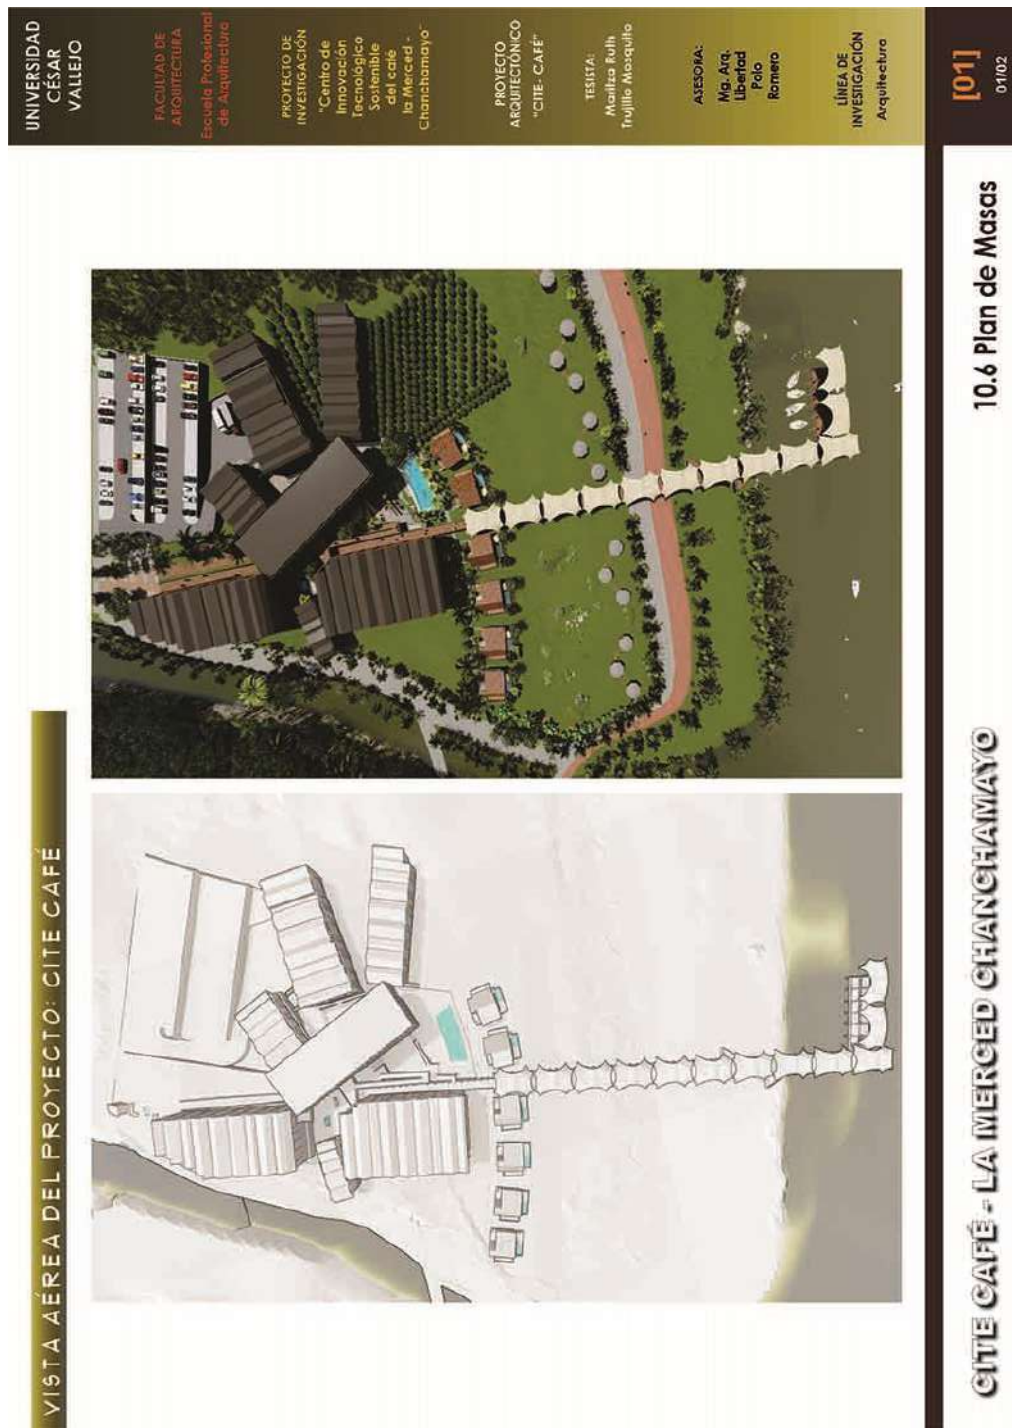 VISTA AÉREA DEL PROYECTO: CITE CAFÉ
UNIVERSIDAD
CÉSAR
VALLEJO
FACULTAD DE
ARQUITECTURA
Escuela Profesional
de Arquitectura
PROYECTO DE
INVESTIGACIÓN
"Centro de
Innovación
Tecnológico
Sostenible
del café
la Merced -
Chanchamayo"
PROYECTO
ARQUITECTÓNICO
"CITE- CAFÉ"
TESISTA:
Mariliza Ruth
Trujillo Mosquito
ASESORA:
Mg. Arq.
Libertad
Polo
Romero
LÍNEA DE
INVESTIGACIÓN
Arquitectura
CITE CAFÉ - LA MERCED CHANCHAMAYO
10.6 Plan de Masas
[01]
01/02